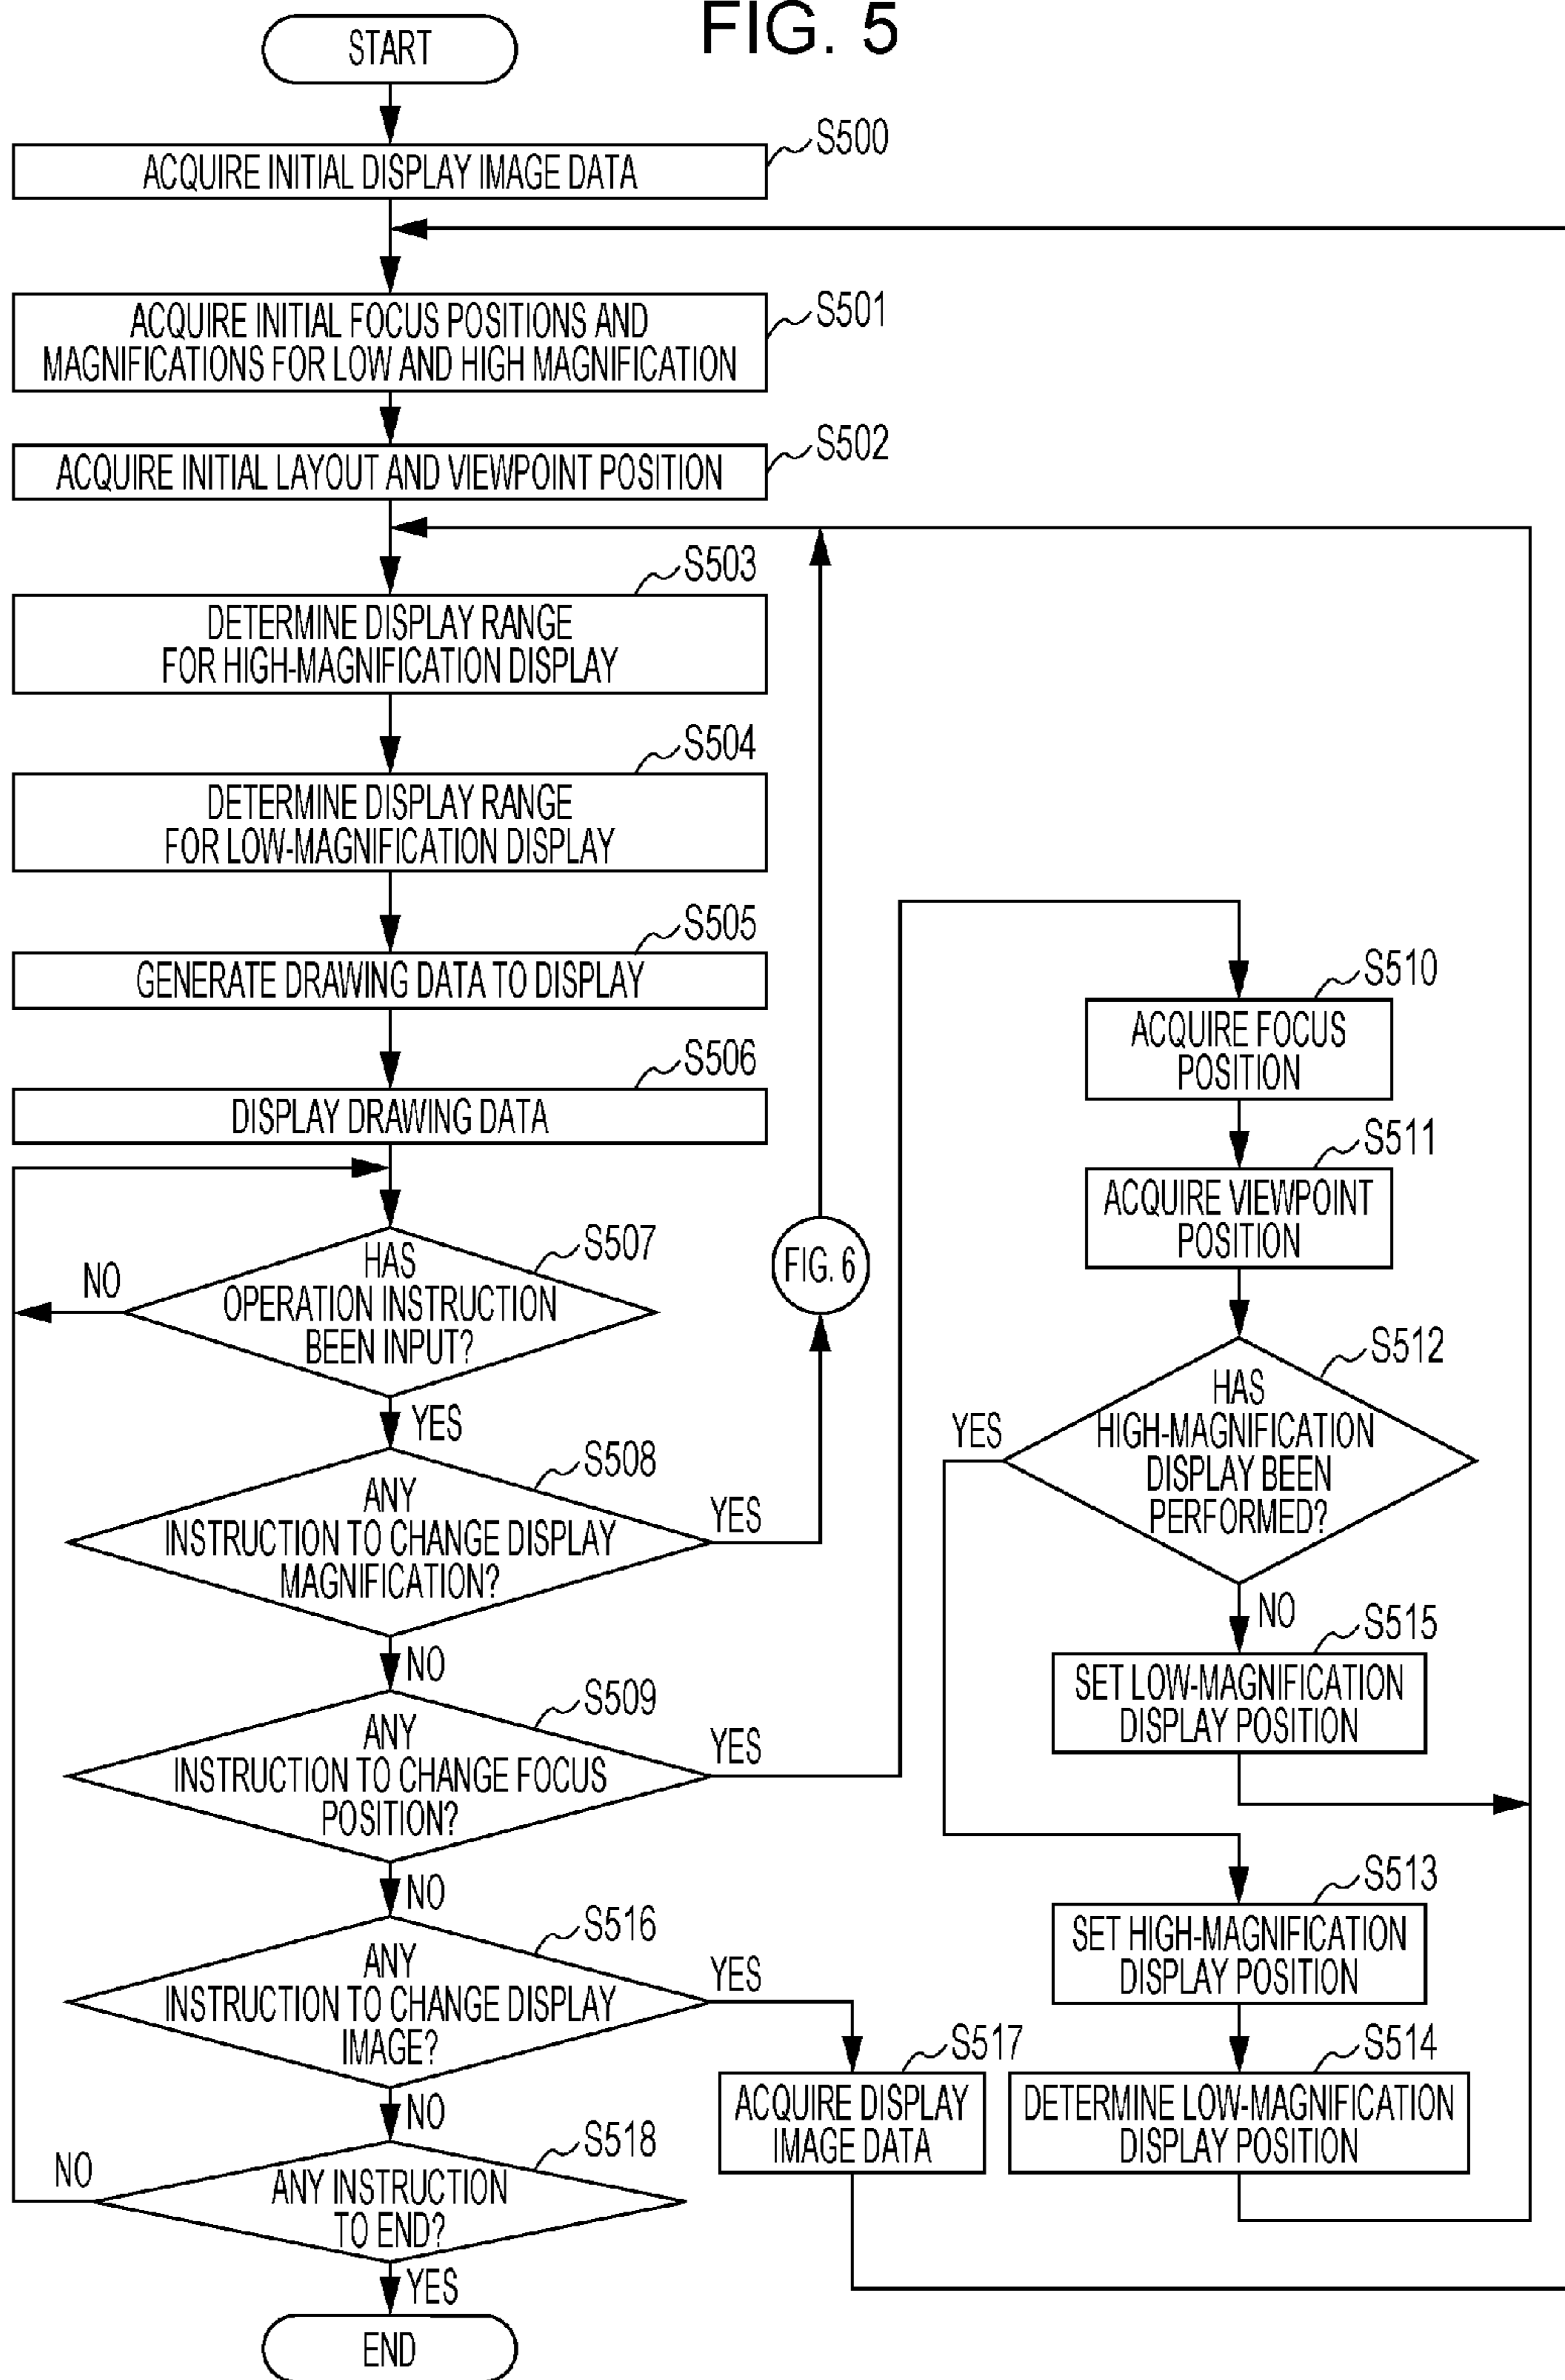 FIG. 5
START
S500
ACQUIRE INITIAL DISPLAY IMAGE DATA
S501
ACQUIRE INITIAL FOCUS POSITIONS AND
MAGNIFICATIONS FOR LOW AND HIGH MAGNIFICATION
S502
ACQUIRE INITIAL LAYOUT AND VIEWPOINT POSITION
S503
DETERMINE DISPLAY RANGE
FOR HIGH-MAGNIFICATION DISPLAY
S504
DETERMINE DISPLAY RANGE
FOR LOW-MAGNIFICATION DISPLAY
S505
GENERATE DRAWING DATA TO DISPLAY
S506
DISPLAY DRAWING DATA
S507
HAS
OPERATION INSTRUCTION
BEEN INPUT?
NO
YES
FIG. 6
S508
ANY
INSTRUCTION TO CHANGE DISPLAY
MAGNIFICATION?
YES
NO
S509
ANY
INSTRUCTION TO CHANGE FOCUS
POSITION?
YES
NO
S510
ACQUIRE FOCUS
POSITION
S511
ACQUIRE VIEWPOINT
POSITION
S512
HAS
HIGH-MAGNIFICATION
DISPLAY BEEN
PERFORMED?
YES
NO
S515
SET LOW-MAGNIFICATION
DISPLAY POSITION
S513
SET HIGH-MAGNIFICATION
DISPLAY POSITION
S514
DETERMINE LOW-MAGNIFICATION
DISPLAY POSITION
S516
ANY
INSTRUCTION TO CHANGE DISPLAY
IMAGE?
YES
NO
S517
ACQUIRE DISPLAY
IMAGE DATA
S518
ANY INSTRUCTION
TO END?
NO
YES
END